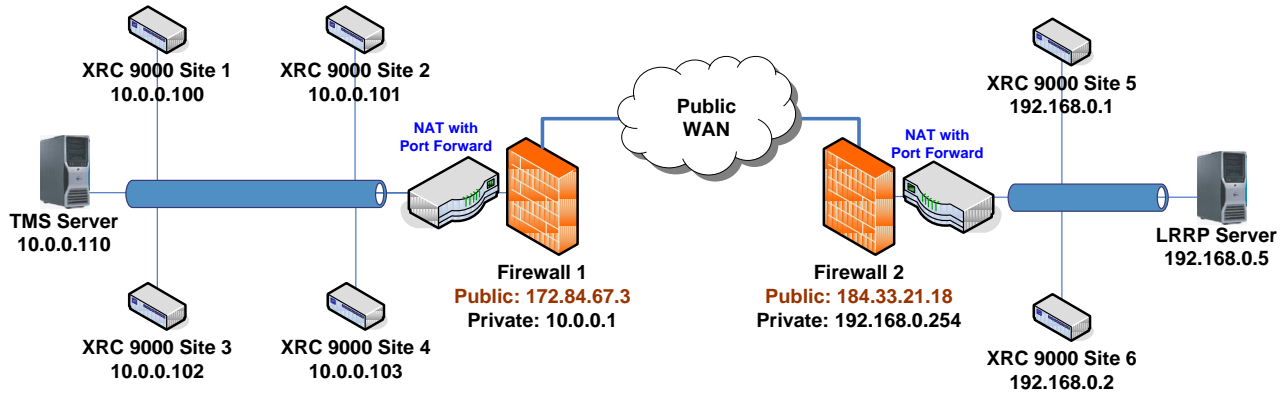 XRC 9000 Site 1
10.0.0.100
XRC 9000 Site 2
10.0.0.101
Public
WAN
XRC 9000 Site 5
192.168.0.1
NAT with
Port Forward
NAT with
Port Forward
TMS Server
10.0.0.110
LRRP Server
192.168.0.5
Firewall 1
Public: 172.84.67.3
Private: 10.0.0.1
Firewall 2
Public: 184.33.21.18
Private: 192.168.0.254
XRC 9000 Site 3
10.0.0.102
XRC 9000 Site 4
10.0.0.103
XRC 9000 Site 6
192.168.0.2